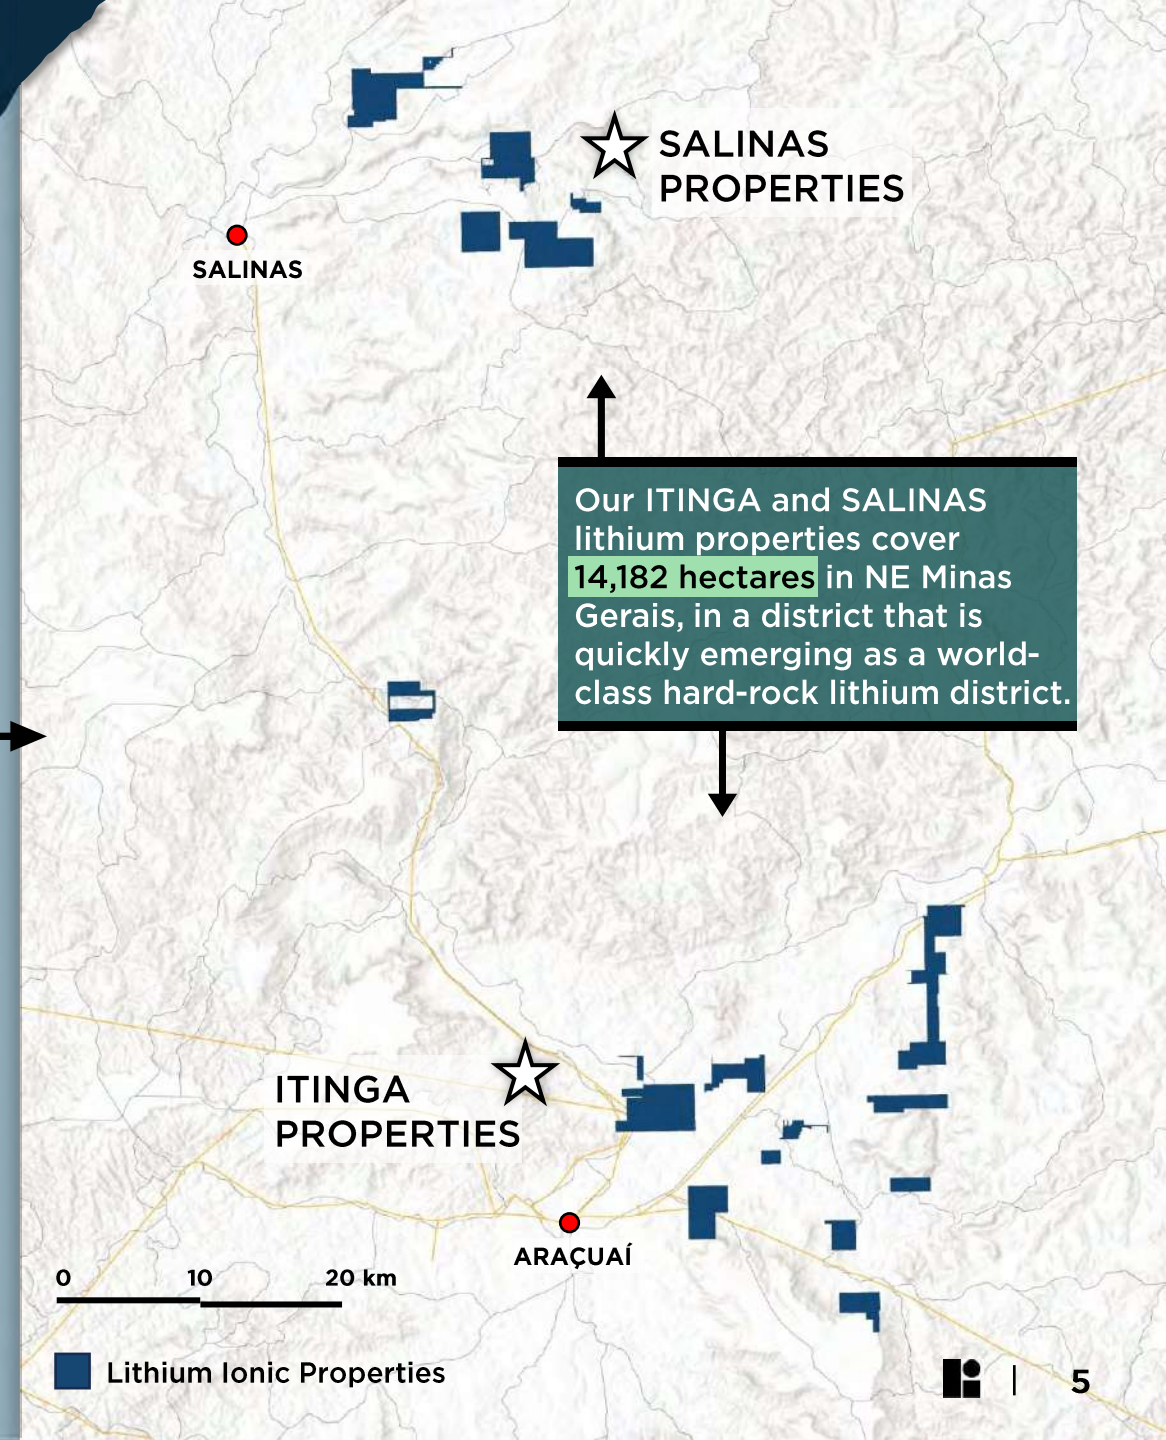 SALINAS
PROPERTIES
SALINAS
Our ITINGA and SALINAS
lithium properties cover
14,182 hectares in NE Minas
Gerais, in a district that is
quickly emerging as a world-
class hard-rock lithium district.
ITINGA
PROPERTIES
ARAÇUAÍ
0 10 20 km
Lithium Ionic Properties
| 5